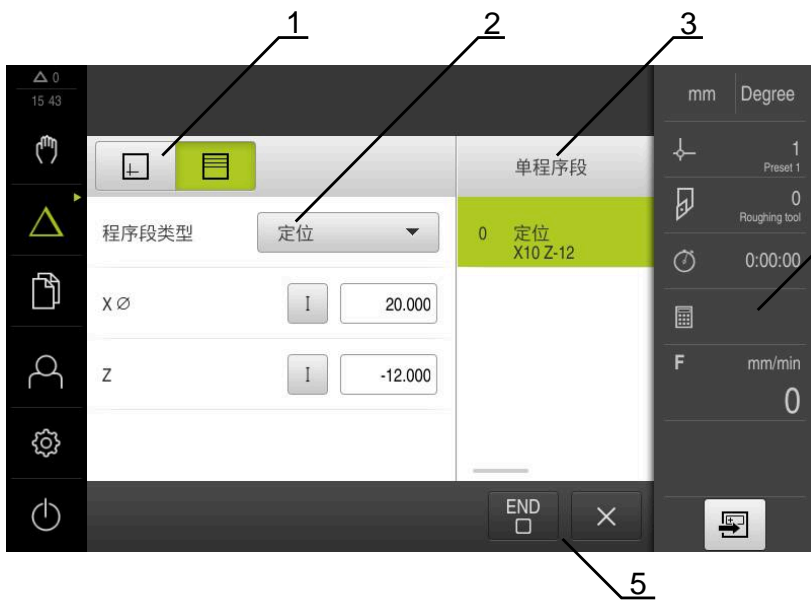 1 2 3
0
15 43
mm Degree
单程序段
1
Preset 1
程序段类型 定位
0 定位
X10 Z-12
0
Roughing tool
X ∅ I 20.000
0:00:00
Z I -12.000
F mm/min
0
END
5